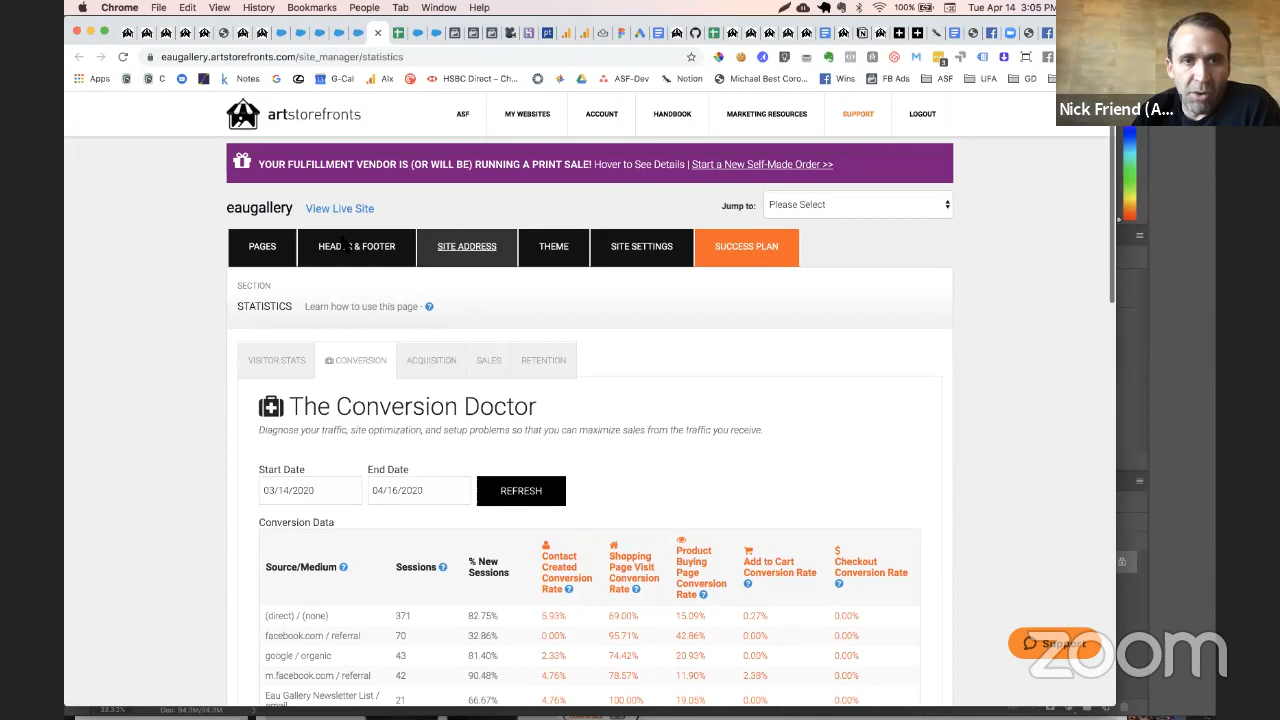 Chrome File Edit View History Bookmarks People Tab Window Help 100% Tue Apr 14 3:05 PM
eaugallery.artstorefronts.com/site_manager/statistics
Apps G C Notes G-Cal Alx HSBC Direct – Ch... ASF-Dev Notion Michael Best Coro... Wins FB Ads ASF UFA GD
Nick Friend (A...
artstorefronts
ASF MY WEBSITES ACCOUNT HANDBOOK MARKETING RESOURCES SUPPORT LOGOUT
YOUR FULFILLMENT VENDOR IS (OR WILL BE) RUNNING A PRINT SALE! Hover to See Details | Start a New Self-Made Order >>
eaugallery View Live Site Jump to: Please Select
PAGES HEADER & FOOTER SITE ADDRESS THEME SITE SETTINGS SUCCESS PLAN
SECTION
STATISTICS Learn how to use this page - ?
VISITOR STATS CONVERSION ACQUISITION SALES RETENTION
The Conversion Doctor
Diagnose your traffic, site optimization, and setup problems so that you can maximize sales from the traffic you receive.
Start Date End Date
03/14/2020 04/16/2020 REFRESH
Conversion Data
Source/Medium ? Sessions ? % New Sessions Contact Created Conversion Rate ? Shopping Page Visit Conversion Rate ? Product Buying Page Conversion Rate ? Add to Cart Conversion Rate ? $ Checkout Conversion Rate ?
(direct) / (none) 371 82.75% 5.93% 69.00% 15.09% 0.27% 0.00%
facebook.com / referral 70 32.86% 0.00% 95.71% 42.86% 0.00% 0.00%
google / organic 43 81.40% 2.33% 74.42% 20.93% 0.00% 0.00%
m.facebook.com / referral 42 90.48% 4.76% 78.57% 11.90% 2.38% 0.00%
Eau Gallery Newsletter List / email 21 66.67% 4.76% 100.00% 19.05% 0.00% 0.00%
Support
zoom
33.33% Doc: 94.2M/94.3M